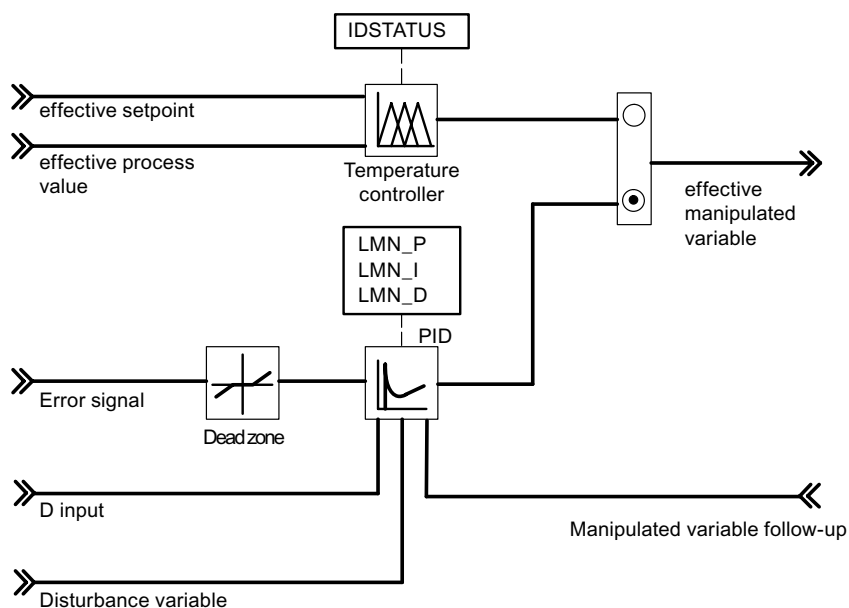 IDSTATUS
effective setpoint
effective process
value
Temperature
controller
effective
manipulated
variable
LMN_P
LMN_I
LMN_D
PID
Error signal
Dead zone
D input
Manipulated variable follow-up
Disturbance variable